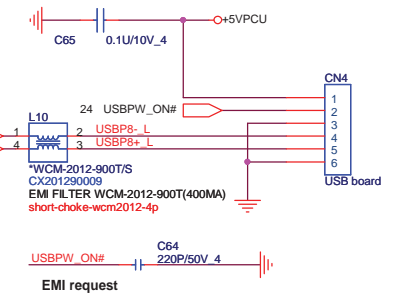 +5VPCU
C65
0.1U/10V_4
CN4
24 USBPW_ON#
1
2
3
4
5
6
L10
1
2
USBP8-_L
4
3
USBP8+_L
*WCM-2012-900T/S
CX201290009
EMI FILTER WCM-2012-900T(400MA)
short-choke-wcm2012-4p
USB board
C64
USBPW_ON#
220P/50V_4
EMI request